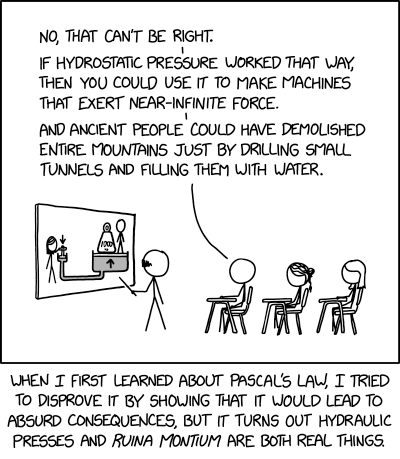 NO, THAT CAN'T BE RIGHT.
IF HYDROSTATIC PRESSURE WORKED THAT WAY,
THEN YOU COULD USE IT TO MAKE MACHINES
THAT EXERT NEAR-INFINITE FORCE.
AND ANCIENT PEOPLE COULD HAVE DEMOLISHED
ENTIRE MOUNTAINS JUST BY DRILLING SMALL
TUNNELS AND FILLING THEM WITH WATER.
WHEN I FIRST LEARNED ABOUT PASCAL'S LAW, I TRIED
TO DISPROVE IT BY SHOWING THAT IT WOULD LEAD TO
ABSURD CONSEQUENCES, BUT IT TURNS OUT HYDRAULIC
PRESSES AND RUINA MONTIUM ARE BOTH REAL THINGS.